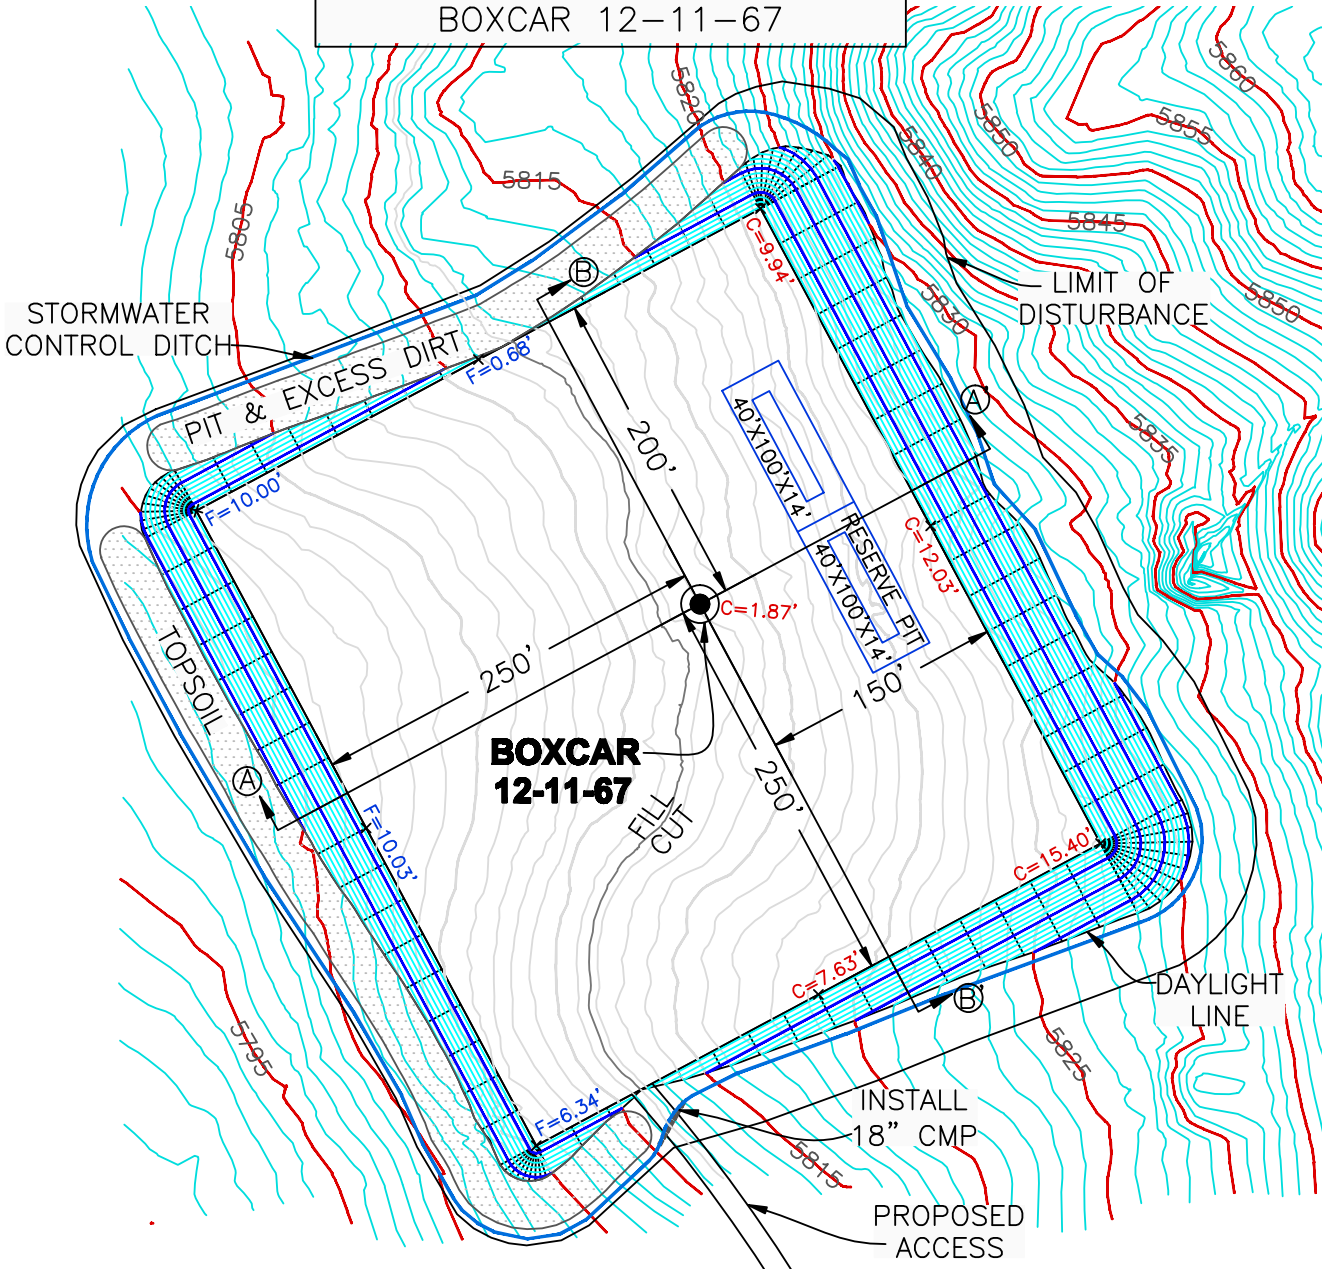 BOXCAR 12-11-67
5860
5820
5850
5855
5840
5815
5805
5845
C=9.94'
B
LIMIT OF
DISTURBANCE
5830
5850
STORMWATER
CONTROL DITCH
PIT & EXCESS DIRT
F=0.68'
A'
200'
40'X100'X14'
5835
F=10.00'
RESERVE PIT
C=12.03'
40'X100'X14'
C=1.87'
TOPSOIL
250'
150'
BOXCAR
12-11-67
A
250'
FILL
CUT
F=10.03'
C=15.40'
C=7.63'
B'
DAYLIGHT
LINE
5795
5825
INSTALL
18" CMP
F=6.34'
5815
PROPOSED
ACCESS